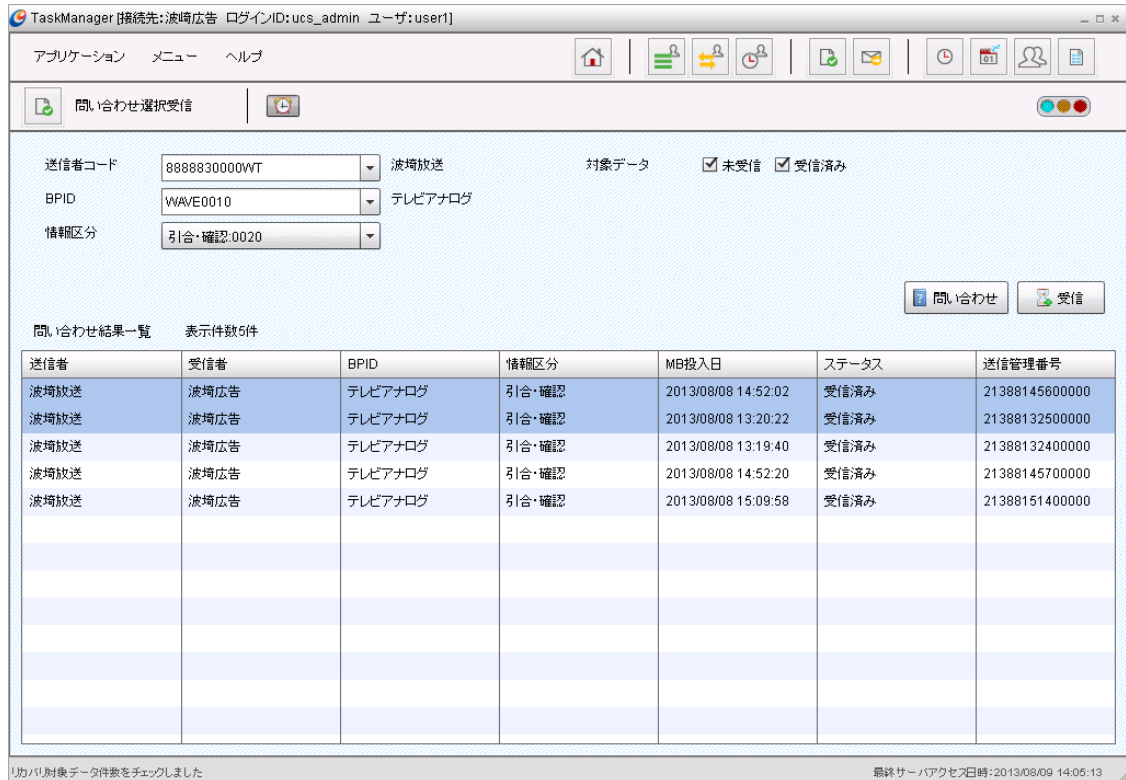 TaskManager [接続先:波埼広告 ログインID:ucs_admin ユーザ:user1]
アプリケーション メニュー ヘルプ
01
問い合わせ選択受信
送信者コード 8888830000WT 波埼放送 対象データ 未受信 受信済み
BPID WAVE0010 テレビアナログ
情報区分 引合・確認:0020
問い合わせ 受信
問い合わせ結果一覧 表示件数5件
送信者 受信者 BPID 情報区分 MB投入日 ステータス 送信管理番号
波埼放送 波埼広告 テレビアナログ 引合・確認 2013/08/08 14:52:02 受信済み 21388145600000
波埼放送 波埼広告 テレビアナログ 引合・確認 2013/08/08 13:20:22 受信済み 21388132500000
波埼放送 波埼広告 テレビアナログ 引合・確認 2013/08/08 13:19:40 受信済み 21388132400000
波埼放送 波埼広告 テレビアナログ 引合・確認 2013/08/08 14:52:20 受信済み 21388145700000
波埼放送 波埼広告 テレビアナログ 引合・確認 2013/08/08 15:09:58 受信済み 21388151400000
リカバリ対象データ件数をチェックしました 最終サーバアクセス日時:2013/08/09 14:05:13